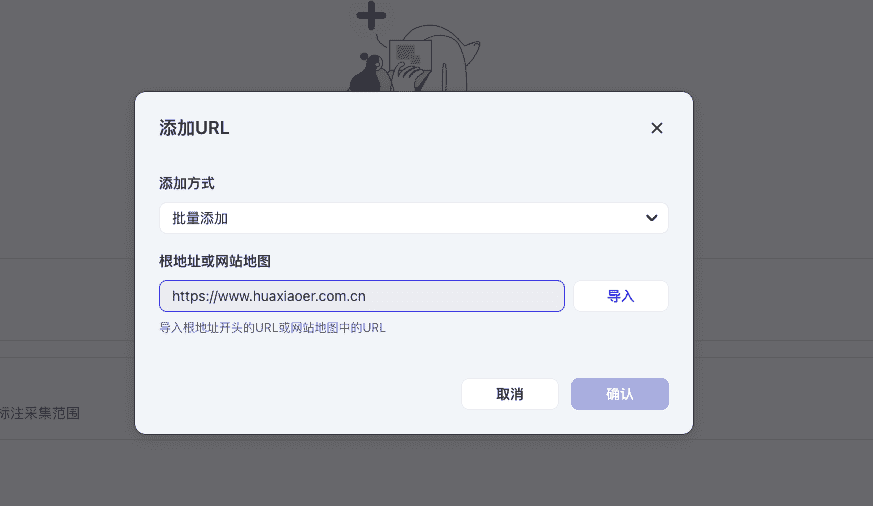 添加URL
添加方式
批量添加
根地址或网站地图
https://www.huaxiaoer.com.cn
导入
导入根地址开头的URL或网站地图中的URL
取消
确认
标注采集范围